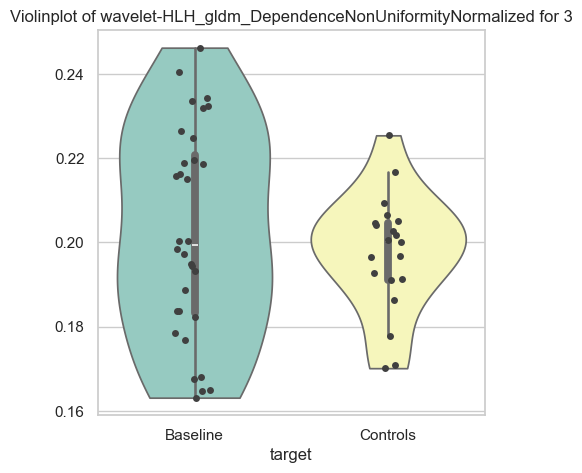 Violinplot of wavelet-HLH_gldm_DependenceNonUniformityNormalized for 3
0.24
0.22
0.20
0.18
0.16
Baseline
Controls
target